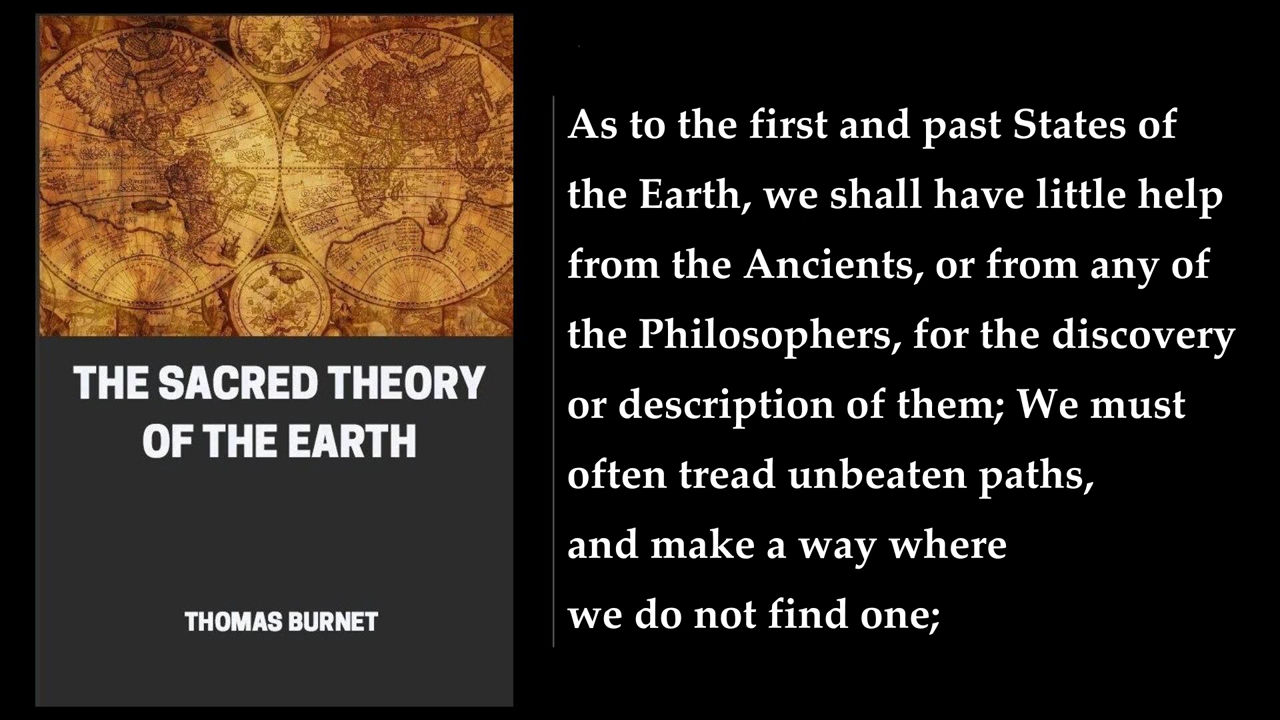 THE SACRED THEORY
OF THE EARTH
THOMAS BURNET
As to the first and past States of
the Earth, we shall have little help
from the Ancients, or from any of
the Philosophers, for the discovery
or description of them; We must
often tread unbeaten paths,
and make a way where
we do not find one;